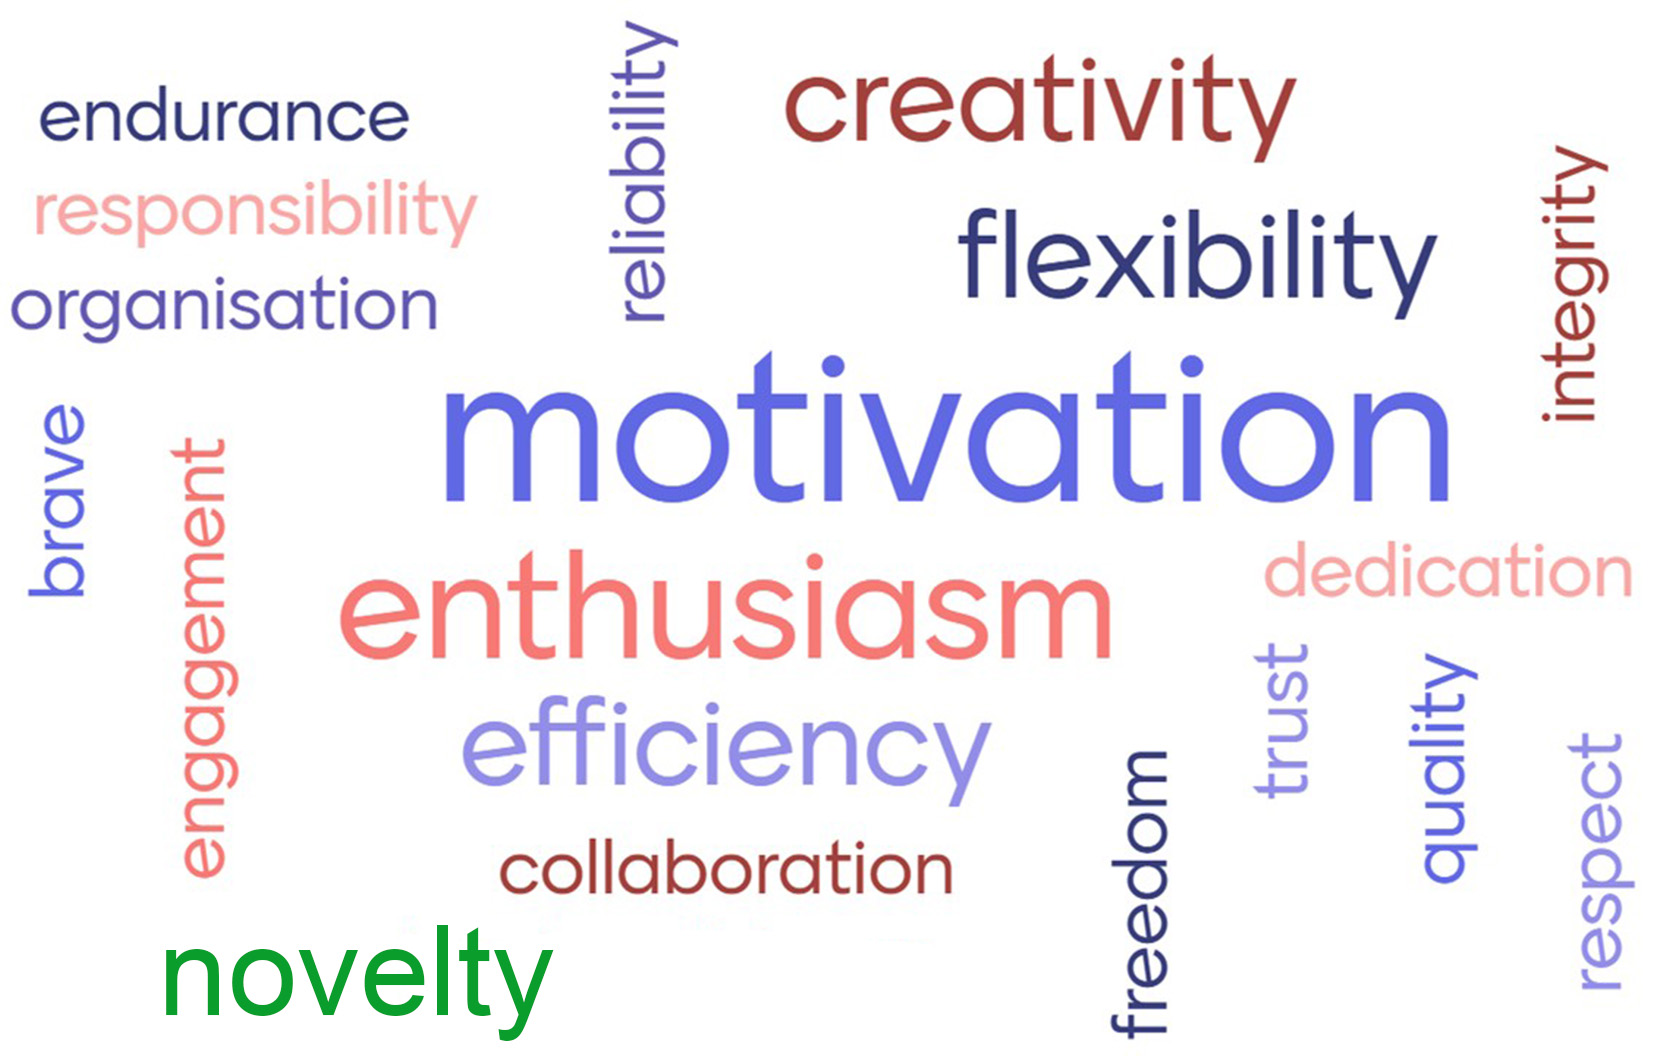 endurance
reliability
creativity
responsibility
flexibility
integrity
organisation
motivation
brave
engagement
enthusiasm
dedication
efficiency
trust
quality
respect
collaboration
freedom
novelty